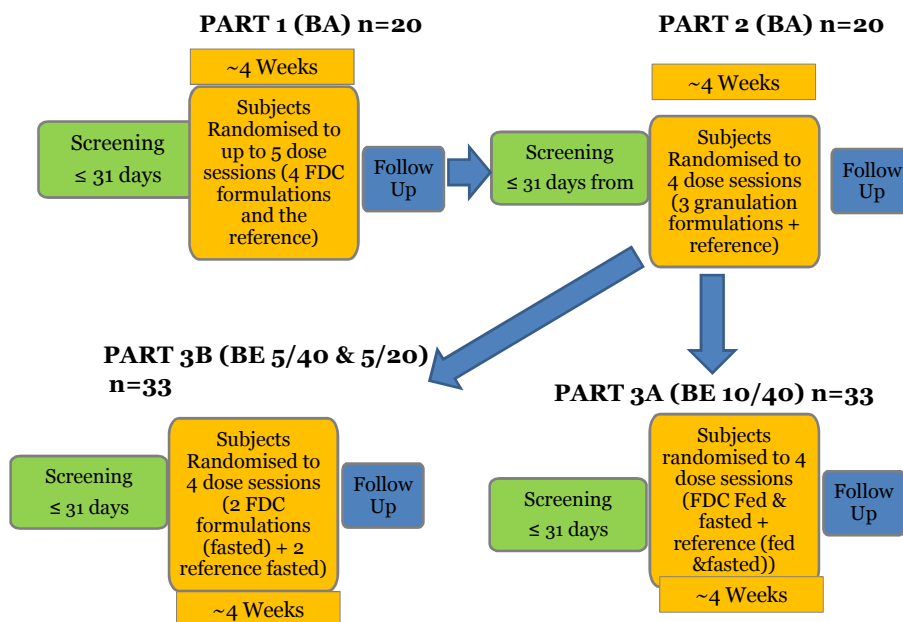 PART 1 (BA) n=20
~4 Weeks
Screening
≤ 31 days
Subjects
Randomised to
up to 5 dose
sessions (4 FDC
formulations
and the
reference)
Follow
Up
PART 2 (BA) n=20
~4 Weeks
Screening
≤ 31 days from
Subjects
Randomised to
4 dose sessions
(3 granulation
formulations +
reference)
Follow
Up
PART 3B (BE 5/40 & 5/20)
n=33
Screening
≤ 31 days
Subjects
Randomised to
4 dose sessions
(2 FDC
formulations
(fasted) + 2
reference fasted)
~4 Weeks
Follow
Up
PART 3A (BE 10/40) n=33
Screening
≤ 31 days
Subjects
randomised to 4
dose sessions
(FDC Fed &
fasted +
reference (fed
&fasted))
~4 Weeks
Follow
Up